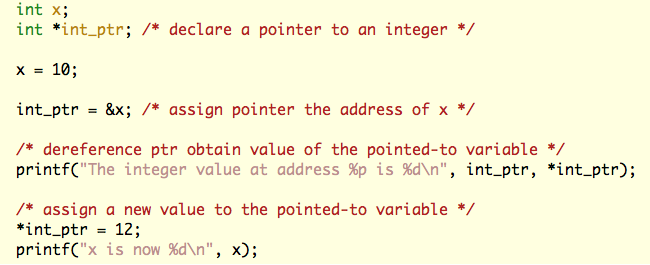 int x;
int *int_ptr; /* declare a pointer to an integer */
x = 10;
int_ptr = &x; /* assign pointer the address of x */
/* dereference ptr obtain value of the pointed-to variable */
printf("The integer value at address %p is %d\n", int_ptr, *int_ptr);
/* assign a new value to the pointed-to variable */
*int_ptr = 12;
printf("x is now %d\n", x);